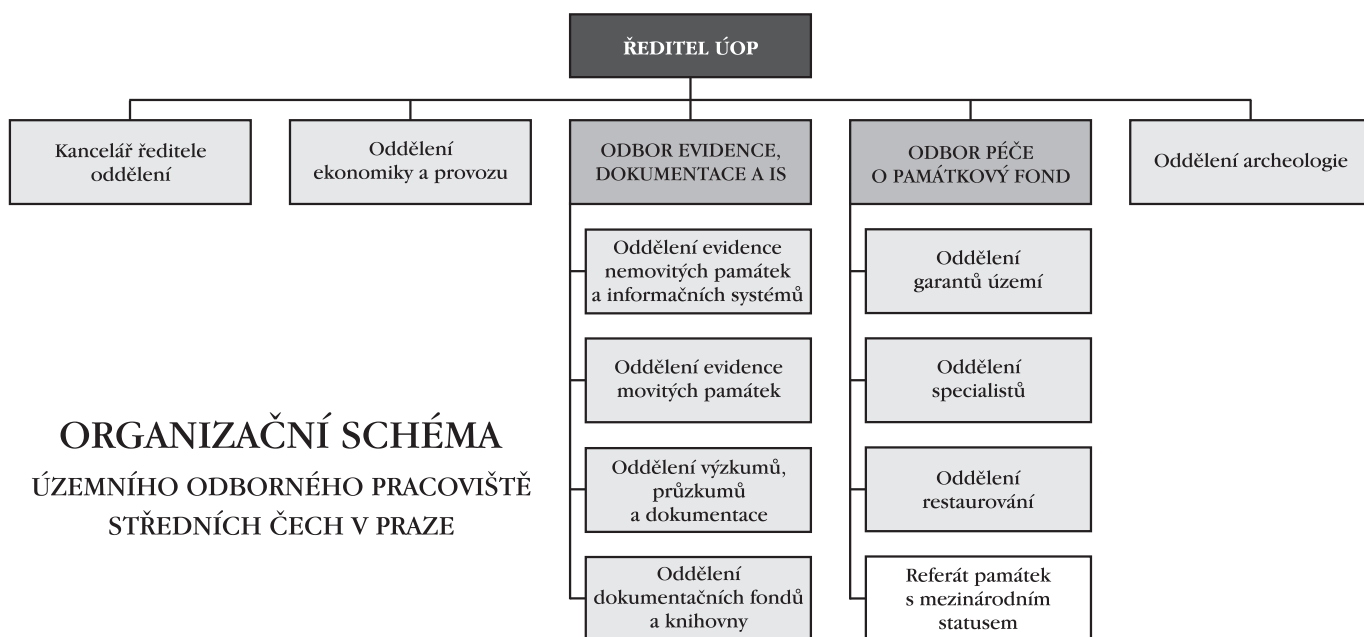 ŘEDITEL ÚOP
Kancelář ředitele
oddělení
Oddělení
ekonomiky a provozu
ODBOR EVIDENCE,
DOKUMENTACE A IS
ODBOR PÉČE
O PAMÁTKOVÝ FOND
Oddělení archeologie
Oddělení evidence
nemovitých památek
a informačních systémů
Oddělení evidence
movitých památek
Oddělení výzkumů,
průzkumů
a dokumentace
Oddělení
dokumentačních fondů
a knihovny
Oddělení
garantů území
Oddělení
specialistů
Oddělení
restaurování
Referát památek
s mezinárodním
statusem
ORGANIZAČNÍ SCHÉMA
ÚZEMNÍHO ODBORNÉHO PRACOVIŠTĚ
STŘEDNÍCH ČECH V PRAZE